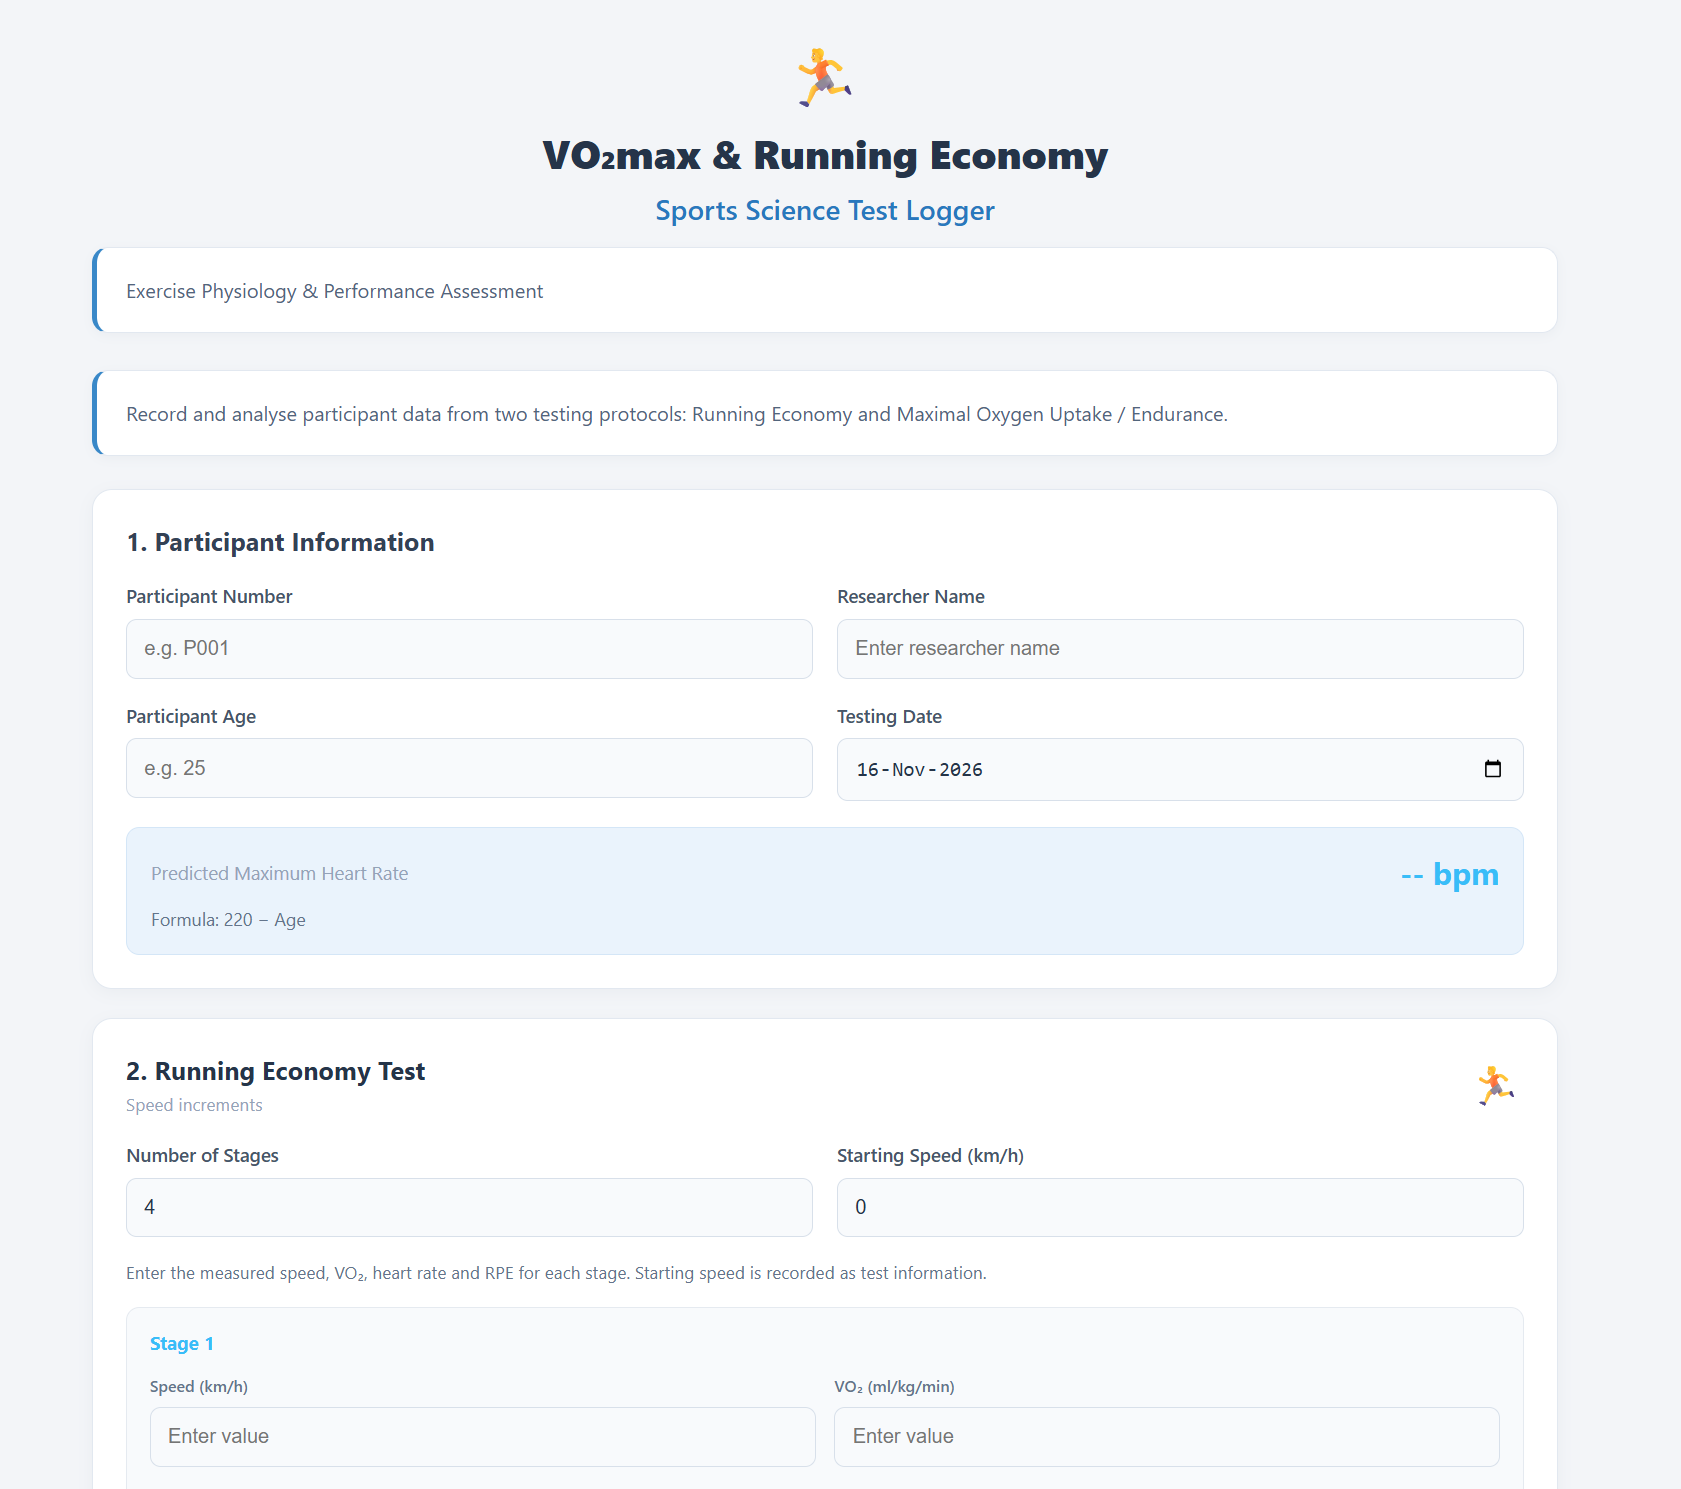 VO₂max & Running Economy
Sports Science Test Logger
Exercise Physiology & Performance Assessment
Record and analyse participant data from two testing protocols: Running Economy and Maximal Oxygen Uptake / Endurance.
1. Participant Information
Participant Number
Researcher Name
e.g. P001
Enter researcher name
Participant Age
Testing Date
e.g. 25
16-Nov-2026
Predicted Maximum Heart Rate
-- bpm
Formula: 220 − Age
2. Running Economy Test
Speed increments
Number of Stages
Starting Speed (km/h)
4
0
Enter the measured speed, VO₂, heart rate and RPE for each stage. Starting speed is recorded as test information.
Stage 1
Speed (km/h)
VO₂ (ml/kg/min)
Enter value
Enter value